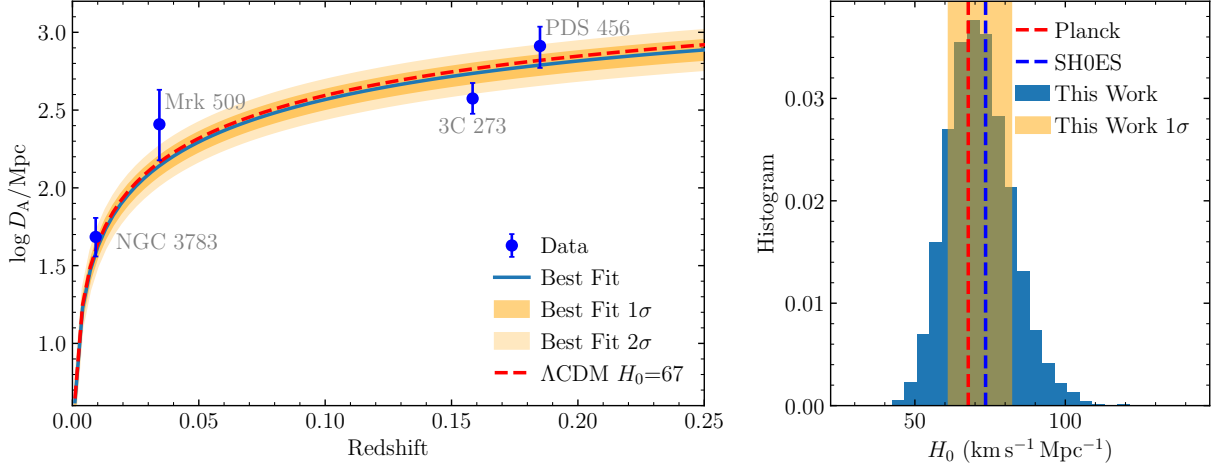 3.0
2.5
2.0
1.5
1.0
log D_A/Mpc
PDS 456
Mrk 509
3C 273
NGC 3783
Data
Best Fit
Best Fit 1σ
Best Fit 2σ
ΛCDM H_0=67
0.00 0.05 0.10 0.15 0.20 0.25
Redshift
0.03
0.02
0.01
0.00
Histogram
Planck
SH0ES
This Work
This Work 1σ
50 100
H_0 (km s^{-1} Mpc^{-1})